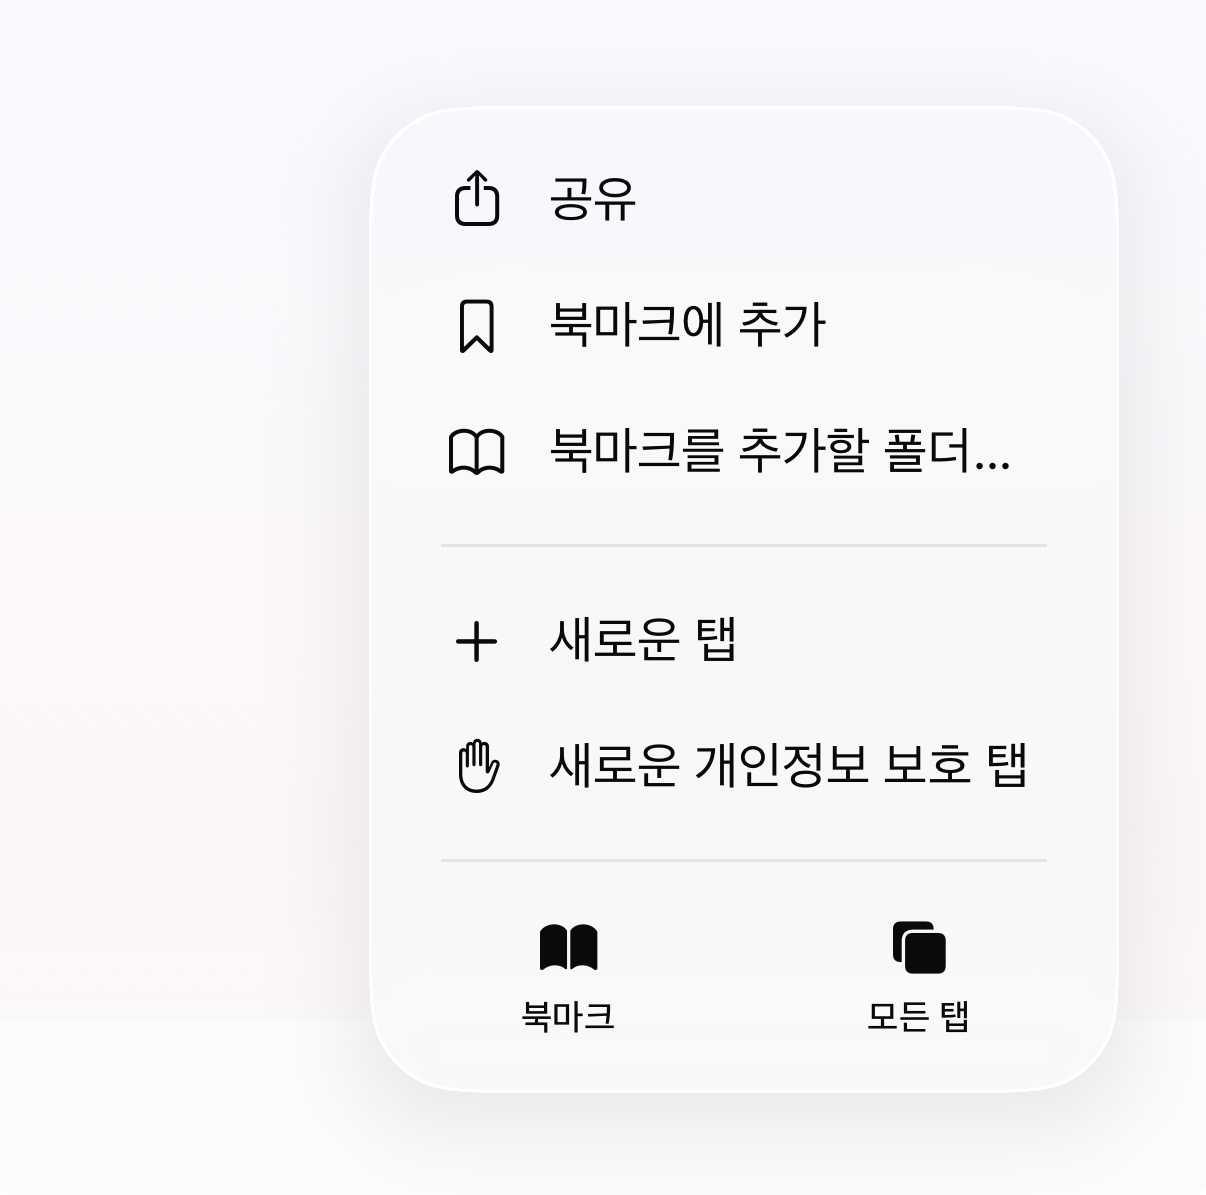 공유
북마크에 추가
북마크를 추가할 폴더...
새로운 탭
새로운 개인정보 보호 탭
북마크
모든 탭